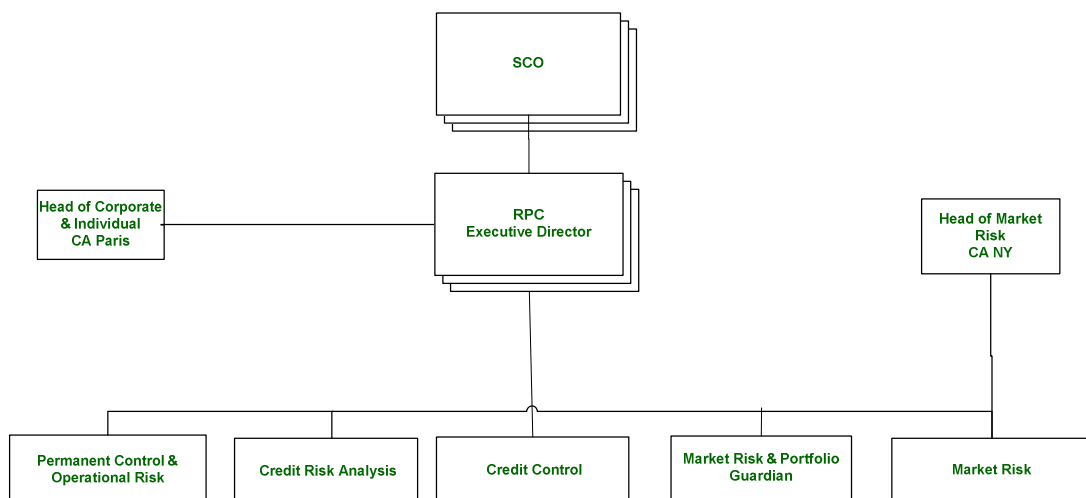 SCO
RPC
Executive Director
Head of Corporate
& Individual
CA Paris
Head of Market
Risk
CA NY
Permanent Control &
Operational Risk
Credit Risk Analysis
Credit Control
Market Risk & Portfolio
Guardian
Market Risk